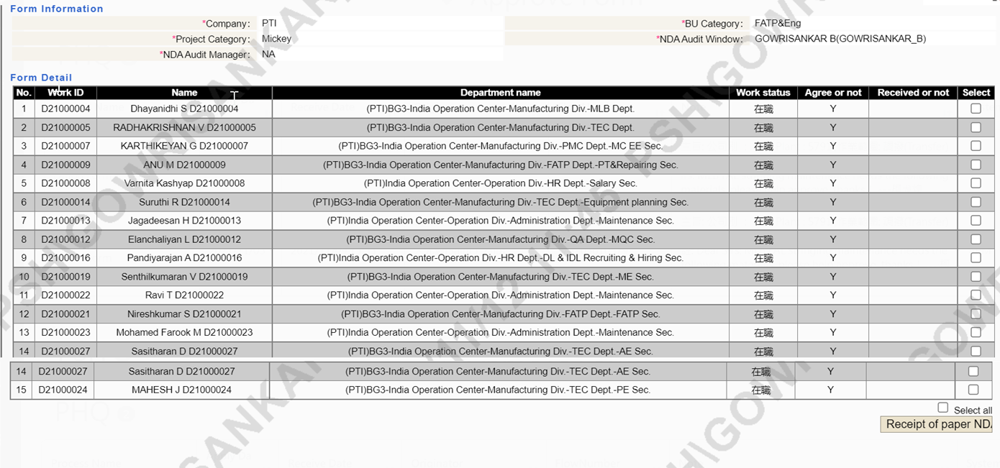 Form Information
*Company: PTI *BU Category: FATP&Eng
*Project Category: Mickey *NDA Audit Window: GOWRISANKAR B(GOWRISANKAR_B)
*NDA Audit Manager: NA
Form Detail
No. Work ID Name Department name Work status Agree or not Received or not Select
1 D21000004 Dhayanidhi S D21000004 (PTI)BG3-India Operation Center-Manufacturing Div.-MLB Dept. 在職 Y
2 D21000005 RADHAKRISHNAN V D21000005 (PTI)BG3-India Operation Center-Manufacturing Div.-TEC Dept. 在職 Y
3 D21000007 KARTHIKEYAN G D21000007 (PTI)BG3-India Operation Center-Manufacturing Div.-PMC Dept.-MC EE Sec. 在職 Y
4 D21000009 ANU M D21000009 (PTI)BG3-India Operation Center-Manufacturing Div.-FATP Dept.-PT&Repairing Sec. 在職 Y
5 D21000008 Varnita Kashyap D21000008 (PTI)India Operation Center-Operation Div.-HR Dept.-Salary Sec. 在職 Y
6 D21000014 Suruthi R D21000014 (PTI)BG3-India Operation Center-Manufacturing Div.-TEC Dept.-Equipment planning Sec. 在職 Y
7 D21000013 Jagadeesan H D21000013 (PTI)India Operation Center-Operation Div.-Administration Dept.-Maintenance Sec. 在職 Y
8 D21000012 Elanchaliyan L D21000012 (PTI)BG3-India Operation Center-Manufacturing Div.-QA Dept.-MQC Sec. 在職 Y
9 D21000016 Pandiyarajan A D21000016 (PTI)India Operation Center-Operation Div.-HR Dept.-DL & IDL Recruiting & Hiring Sec. 在職 Y
10 D21000019 Senthilkumaran V D21000019 (PTI)BG3-India Operation Center-Manufacturing Div.-TEC Dept.-ME Sec. 在職 Y
11 D21000022 Ravi T D21000022 (PTI)India Operation Center-Operation Div.-Administration Dept.-Maintenance Sec. 在職 Y
12 D21000021 Nireshkumar S D21000021 (PTI)BG3-India Operation Center-Manufacturing Div.-FATP Dept.-FATP Sec. 在職 Y
13 D21000023 Mohamed Farook M D21000023 (PTI)India Operation Center-Operation Div.-Administration Dept.-Maintenance Sec. 在職 Y
14 D21000027 Sasitharan D D21000027 (PTI)BG3-India Operation Center-Manufacturing Div.-TEC Dept.-AE Sec. 在職 Y
14 D21000027 Sasitharan D D21000027 (PTI)BG3-India Operation Center-Manufacturing Div.-TEC Dept.-AE Sec. 在職 Y
15 D21000024 MAHESH J D21000024 (PTI)BG3-India Operation Center-Manufacturing Div.-TEC Dept.-PE Sec. 在職 Y
Select all
Receipt of paper NDA
PSH\GOWRISANKAR
11/12 11:45
PSH\GOWRI
SANKAR
PSH\GOWR
GOWR
PHQ